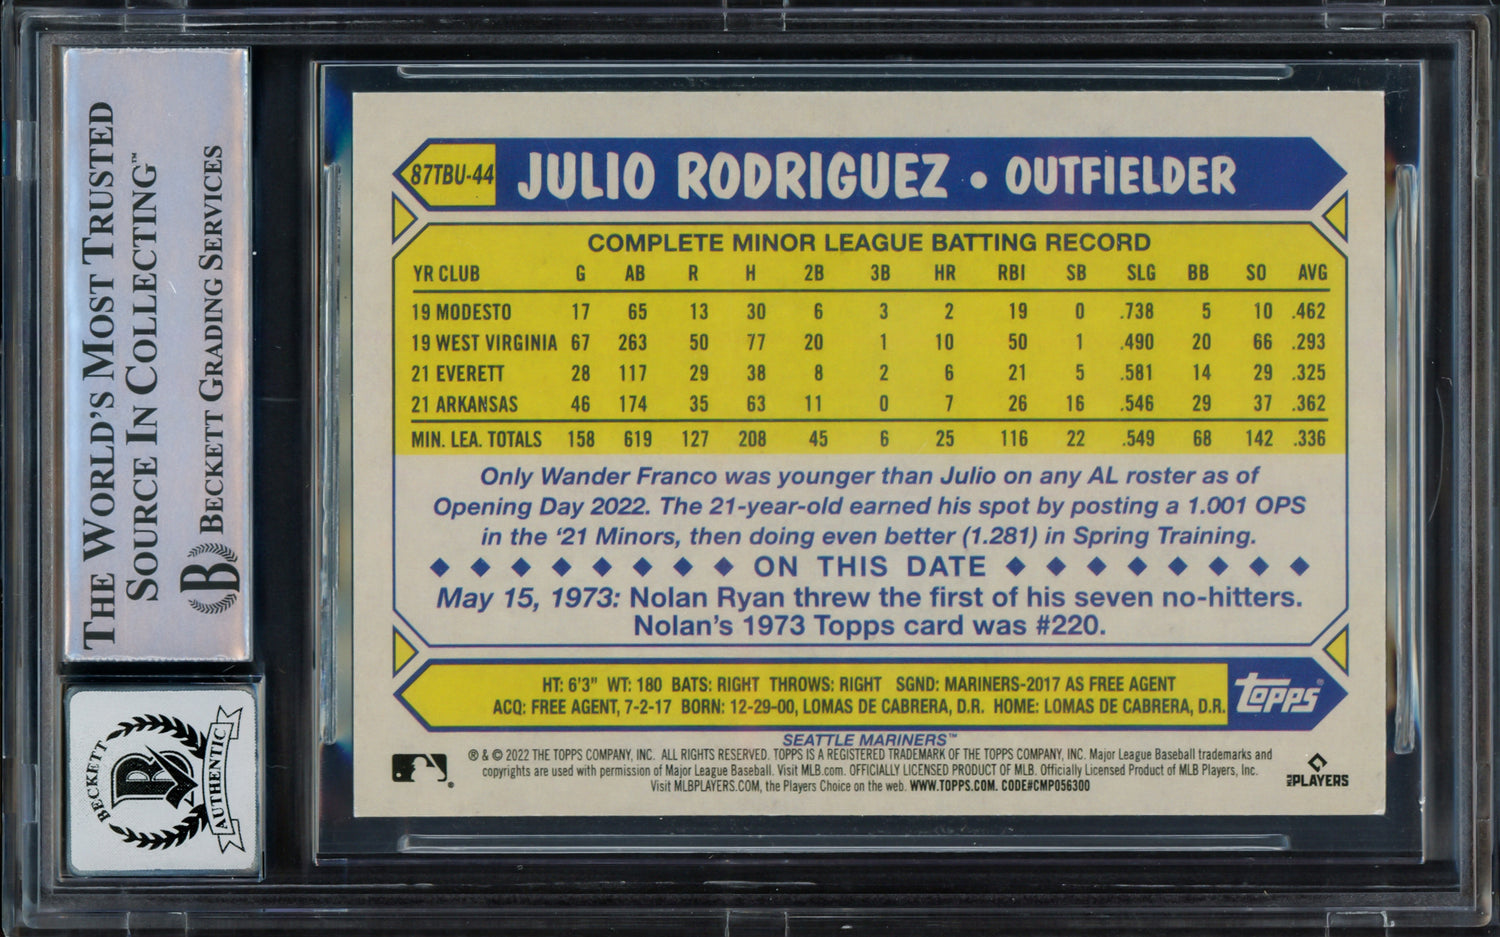 THE WORLD'S MOST TRUSTED
SOURCE IN COLLECTING™
BECKETT GRADING SERVICES
B
BECKETT
AUTHENTIC
87TBU-44 JULIO RODRIGUEZ • OUTFIELDER
COMPLETE MINOR LEAGUE BATTING RECORD
YR CLUB G AB R H 2B 3B HR RBI SB SLG BB SO AVG
19 MODESTO 17 65 13 30 6 3 2 19 0 .738 5 10 .462
19 WEST VIRGINIA 67 263 50 77 20 1 10 50 1 .490 20 66 .293
21 EVERETT 28 117 29 38 8 2 6 21 5 .581 14 29 .325
21 ARKANSAS 46 174 35 63 11 0 7 26 16 .546 29 37 .362
MIN. LEA. TOTALS 158 619 127 208 45 6 25 116 22 .549 68 142 .336
Only Wander Franco was younger than Julio on any AL roster as of
Opening Day 2022. The 21-year-old earned his spot by posting a 1.001 OPS
in the '21 Minors, then doing even better (1.281) in Spring Training.
◆ ◆ ◆ ◆ ◆ ◆ ◆ ◆ ON THIS DATE ◆ ◆ ◆ ◆ ◆ ◆ ◆ ◆
May 15, 1973: Nolan Ryan threw the first of his seven no-hitters.
Nolan's 1973 Topps card was #220.
HT: 6'3" WT: 180 BATS: RIGHT THROWS: RIGHT SGND: MARINERS-2017 AS FREE AGENT
ACQ: FREE AGENT, 7-2-17 BORN: 12-29-00, LOMAS DE CABRERA, D.R. HOME: LOMAS DE CABRERA, D.R.
topps®
SEATTLE MARINERS™
® & © 2022 THE TOPPS COMPANY, INC. ALL RIGHTS RESERVED. TOPPS IS A REGISTERED TRADEMARK OF THE TOPPS COMPANY, INC. Major League Baseball trademarks and
copyrights are used with permission of Major League Baseball. Visit MLB.com. OFFICIALLY LICENSED PRODUCT OF MLB. Officially Licensed Product of MLB Players, Inc.
Visit MLBPLAYERS.COM, the Players Choice on the web. WWW.TOPPS.COM. CODE#CMP056300
MLB PLAYERS